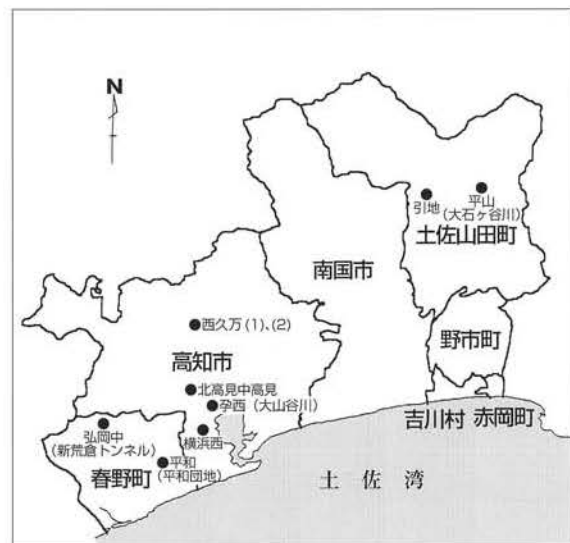 N
引地
平山
(大石ヶ谷川)
土佐山田町
南国市
野市町
西久万(1)、(2)
高知市
北高見中高見
孕西(大山谷川)
吉川村
赤岡町
弘岡中
(新荒倉トンネル)
横浜西
平和
(平和団地)
春野町
土佐湾